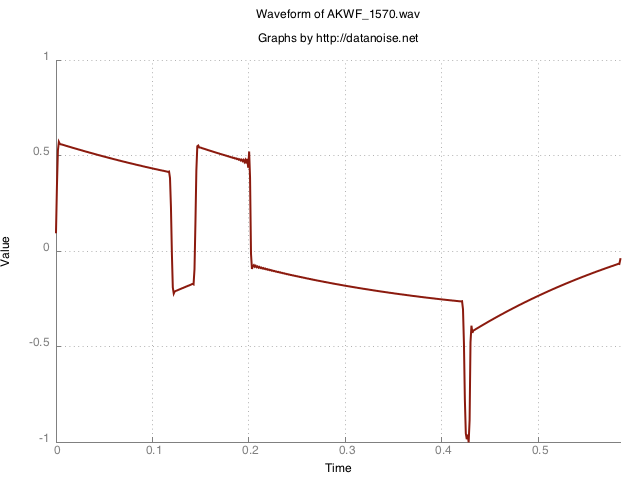 Waveform of AKWF_1570.wav
Graphs by http://datanoise.net
1
0.5
0
-0.5
-1
Value
0 0.1 0.2 0.3 0.4 0.5
Time